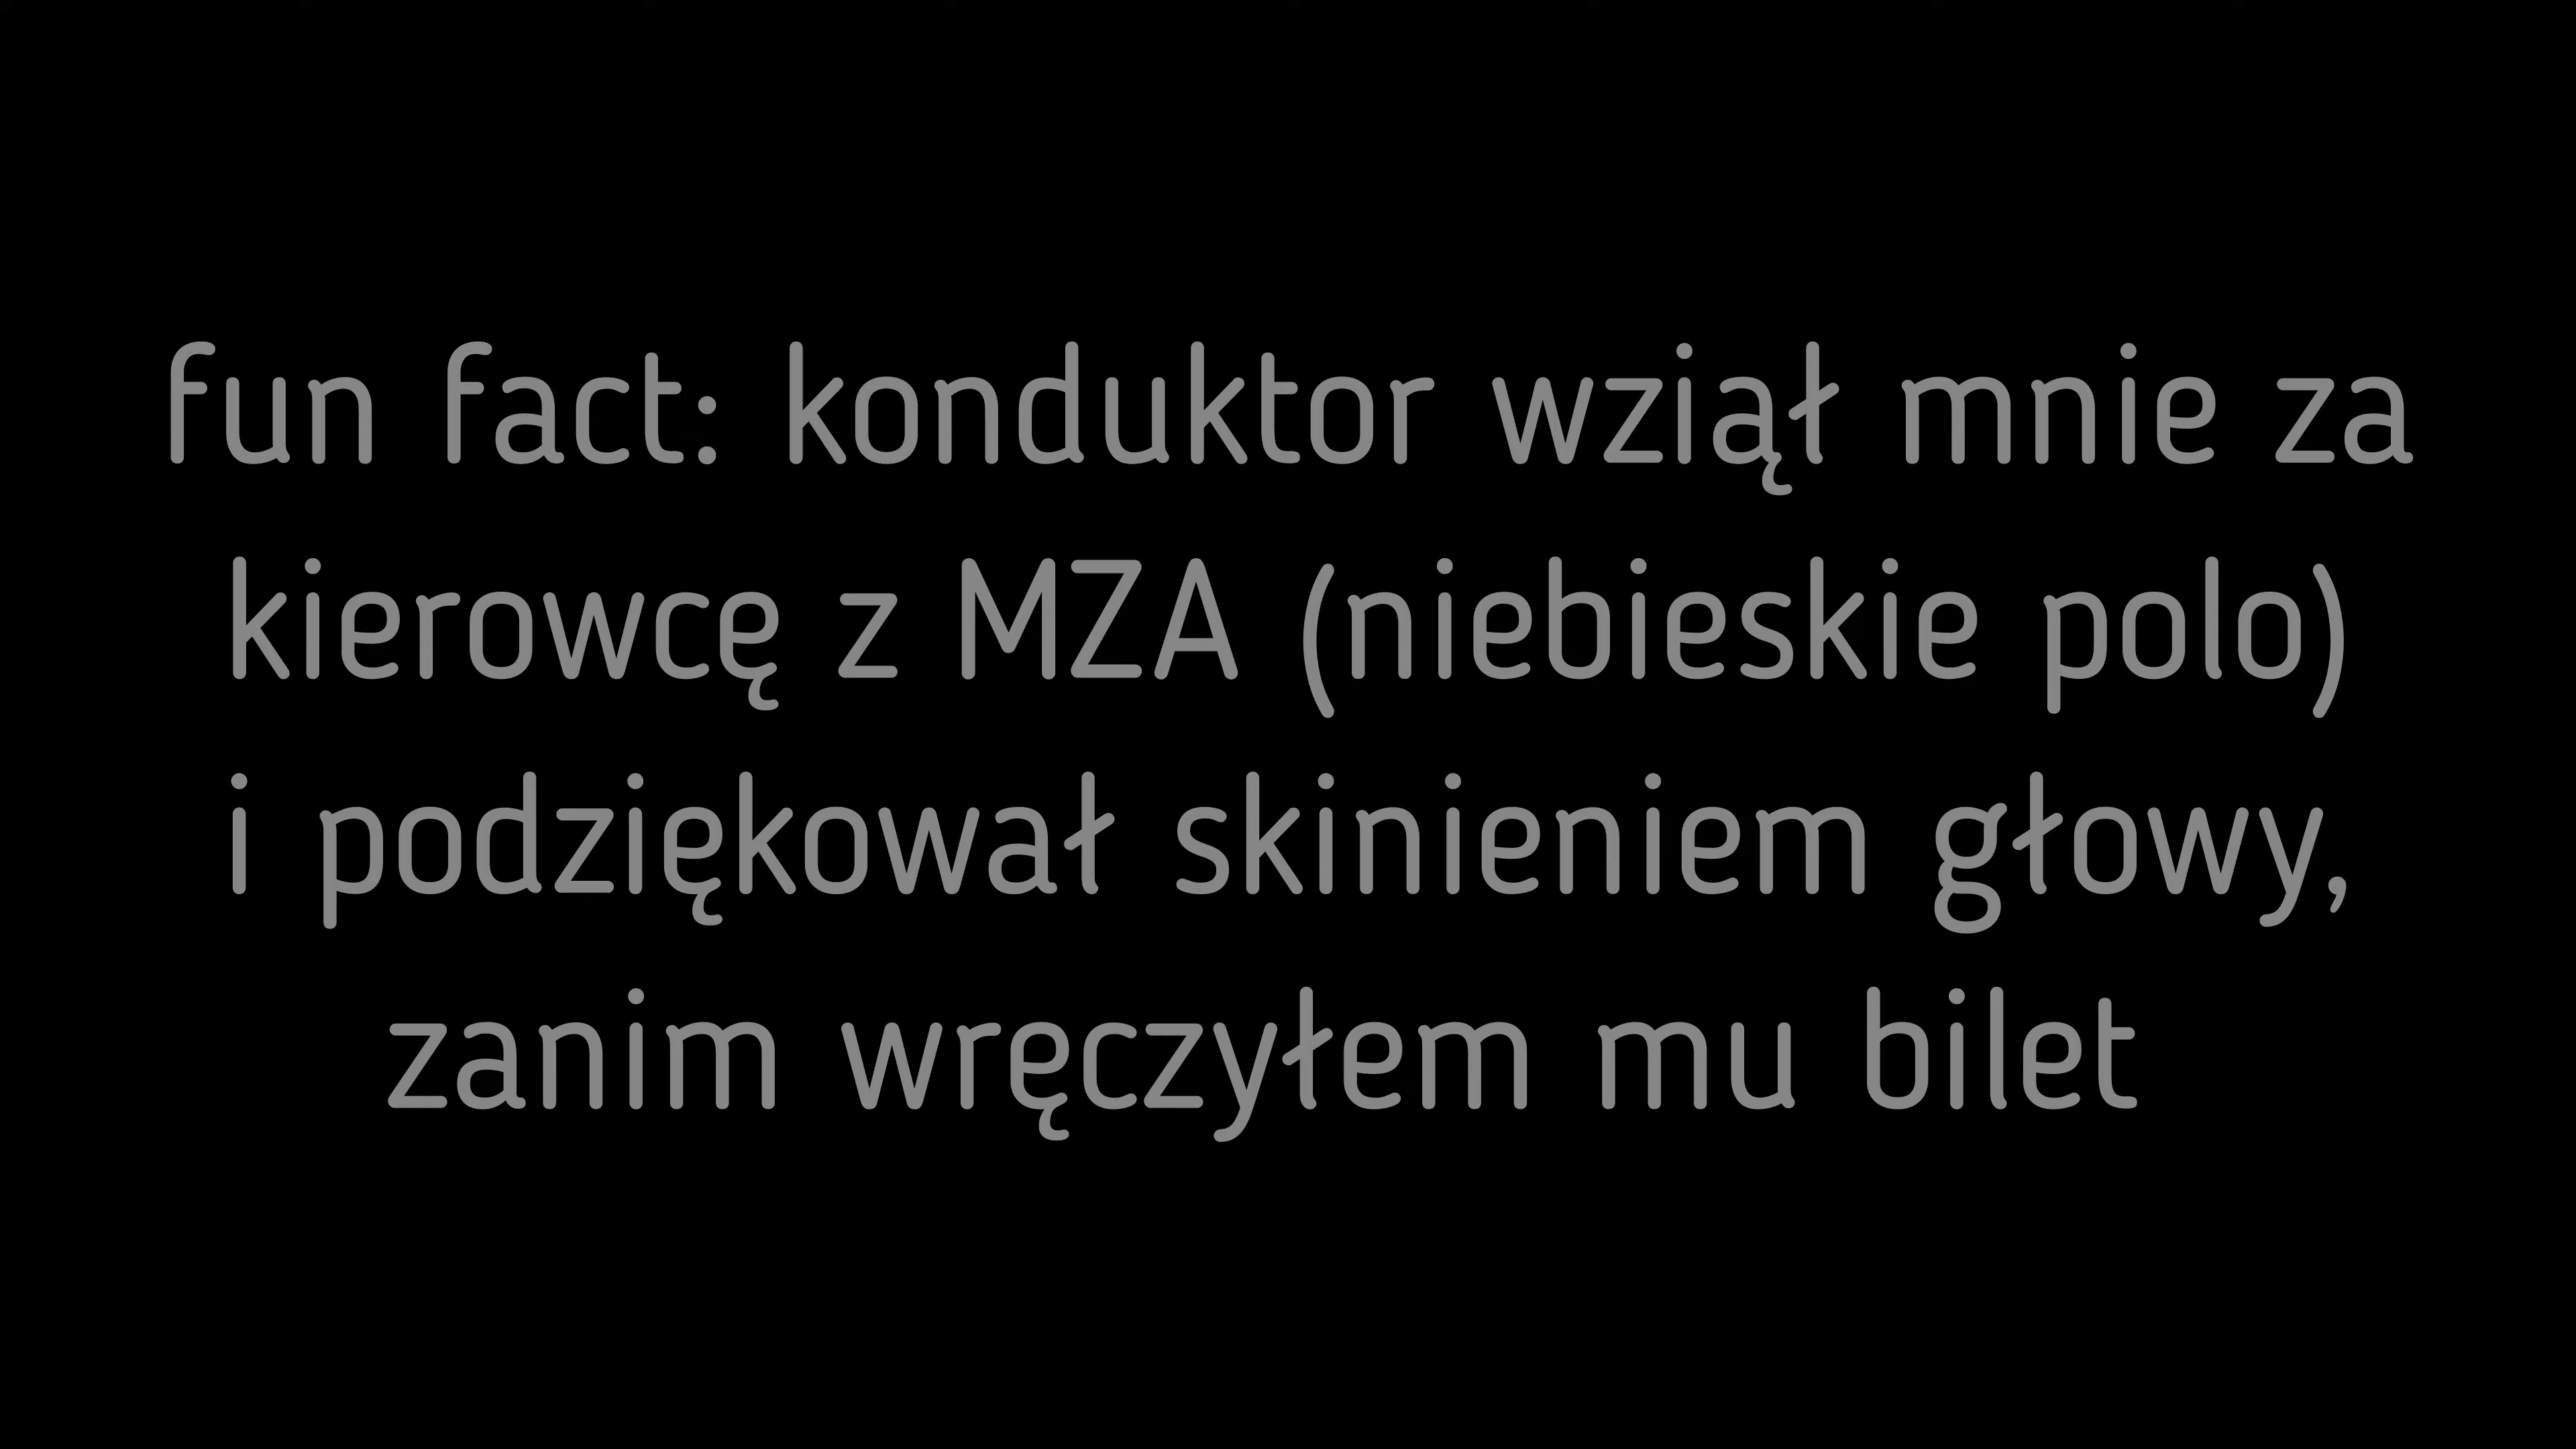 fun fact: konduktor wziął mnie za
kierowcę z MZA (niebieskie polo)
i podziękował skinieniem głowy,
zanim wręczyłem mu bilet